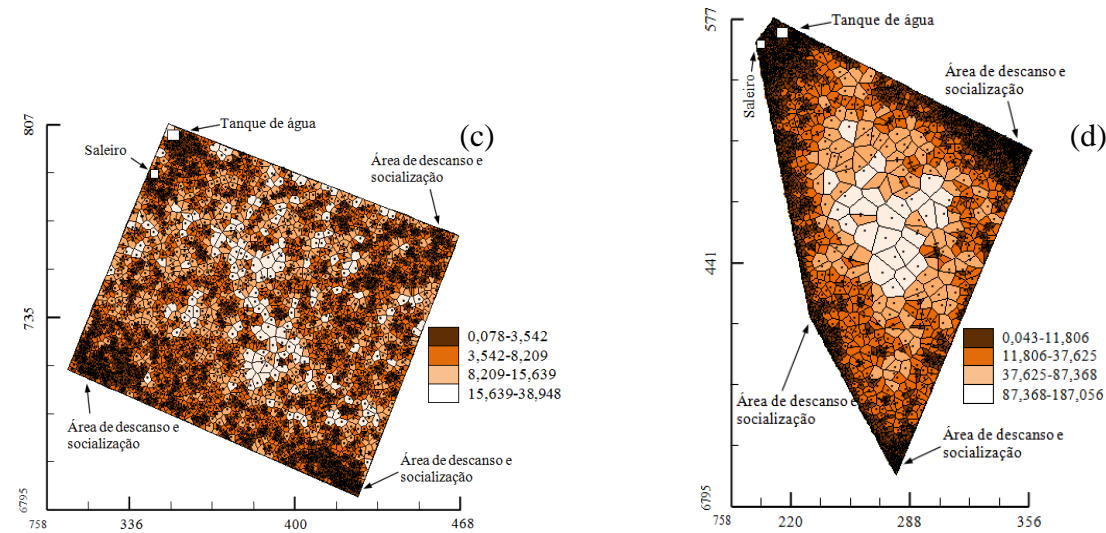 (c)
807
735
6795
758
336
400
468
Tanque de água
Saleiro
Área de descanso e
socialização
Área de descanso e
socialização
Área de descanso e
socialização
0,078-3,542
3,542-8,209
8,209-15,639
15,639-38,948
(d)
577
441
6795
758
220
288
356
Tanque de água
Saleiro
Área de descanso e
socialização
Área de descanso e
socialização
Área de descanso e
socialização
0,043-11,806
11,806-37,625
37,625-87,368
87,368-187,056